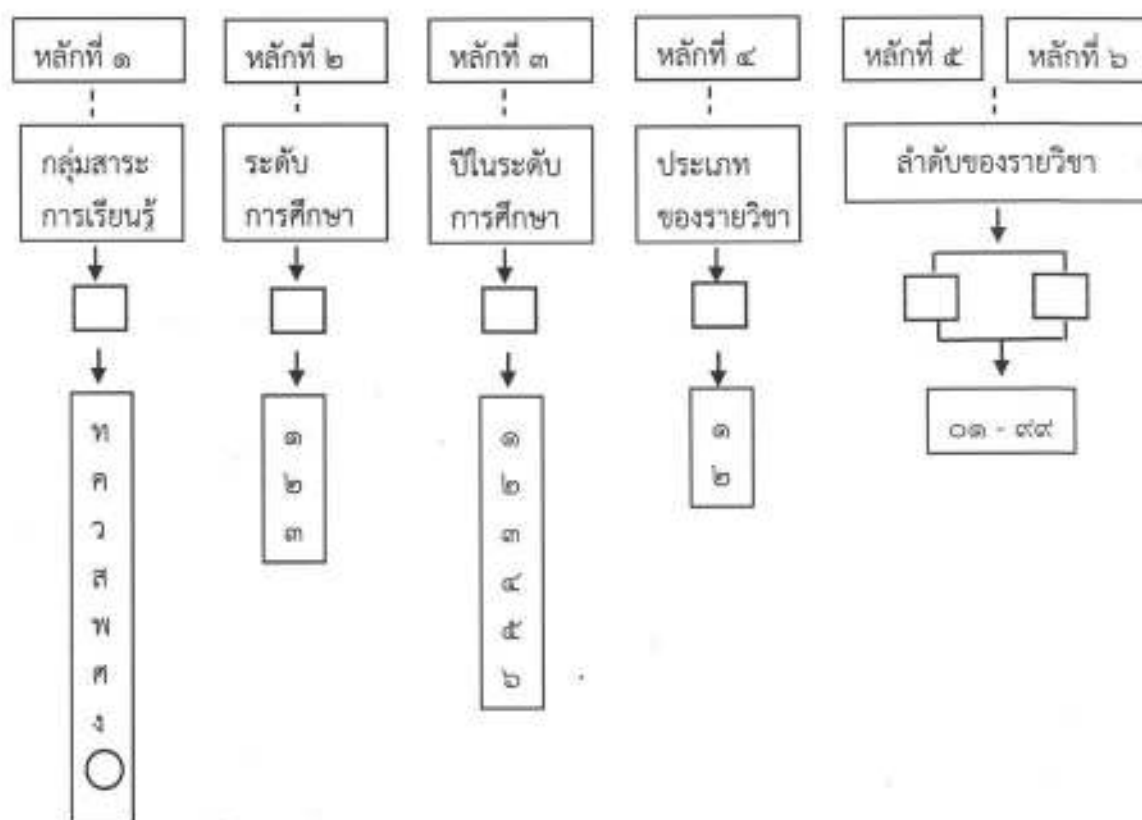 หลักที่ ๑
หลักที่ ๒
หลักที่ ๓
หลักที่ ๔
หลักที่ ๕
หลักที่ ๖
กลุ่มสาระ
การเรียนรู้
ระดับ
การศึกษา
ปีในระดับ
การศึกษา
ประเภท
ของรายวิชา
ลำดับของรายวิชา
ท
ค
ว
ส
พ
ศ
ง
๑
๒
๓
๑
๒
๓
๔
๕
๖
๑
๒
๐๑ - ๙๙